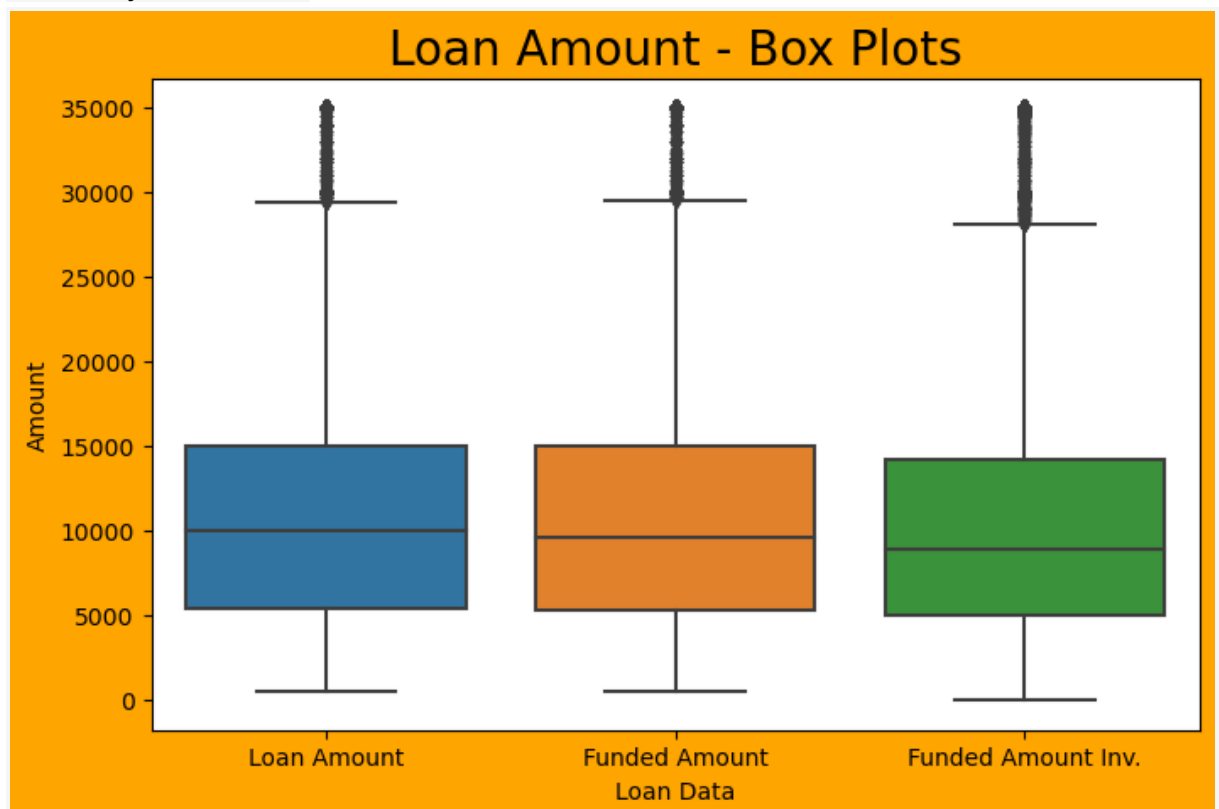 Loan Amount - Box Plots
35000
30000
25000
20000
15000
10000
5000
0
Amount
Loan Amount
Funded Amount
Funded Amount Inv.
Loan Data